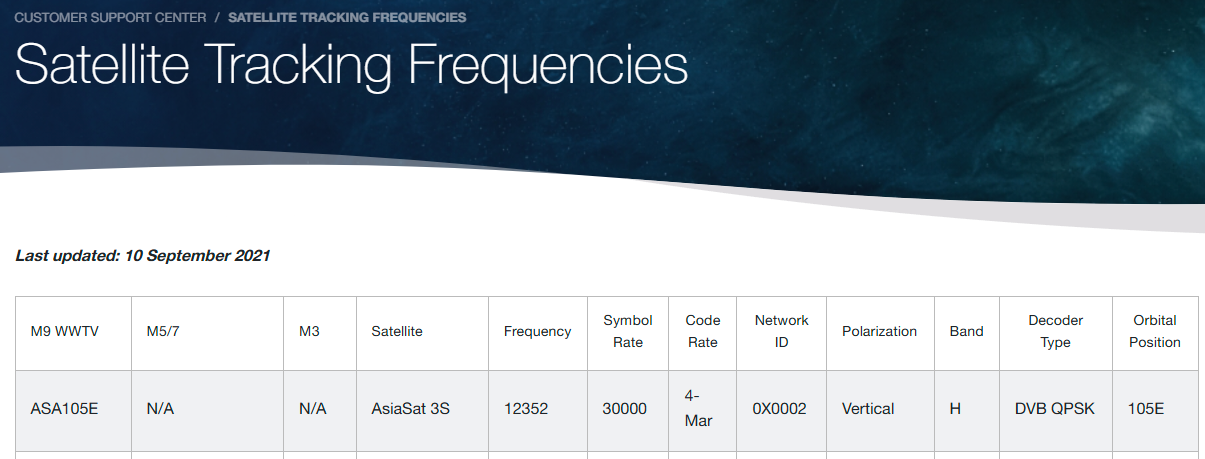 CUSTOMER SUPPORT CENTER / SATELLITE TRACKING FREQUENCIES
Satellite Tracking Frequencies
Last updated: 10 September 2021
M9 WWTV M5/7 M3 Satellite Frequency Symbol Rate Code Rate Network ID Polarization Band Decoder Type Orbital Position
ASA105E N/A N/A AsiaSat 3S 12352 30000 4-Mar 0X0002 Vertical H DVB QPSK 105E